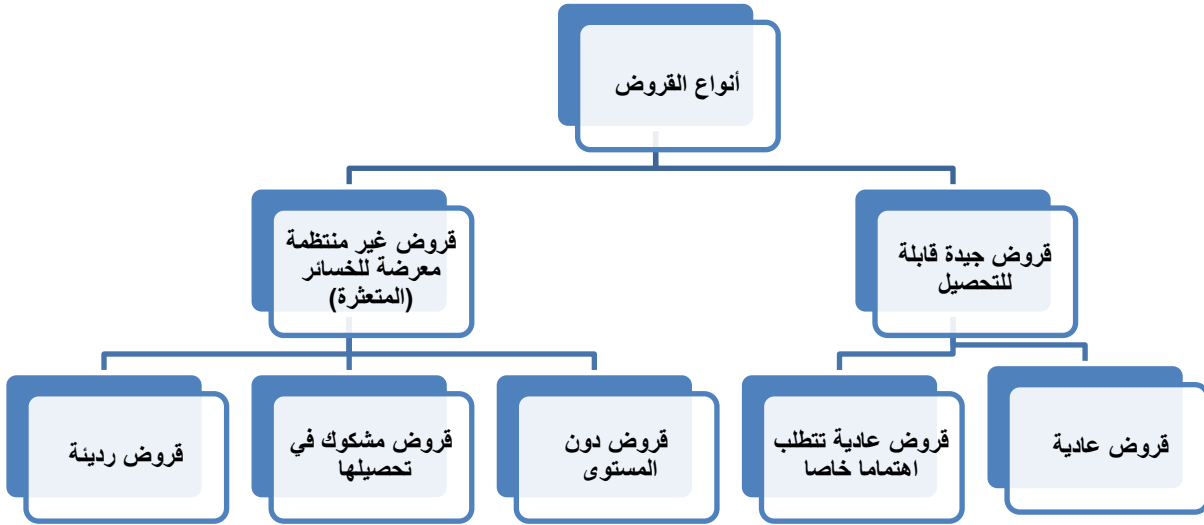 أنواع القروض
قروض جيدة قابلة
للتحصيل
قروض غير منتظمة
معرضة للخسائر
(المتعثرة)
قروض عادية
قروض عادية تتطلب
اهتماما خاصا
قروض دون
المستوى
قروض مشكوك في
تحصيلها
قروض رديئة